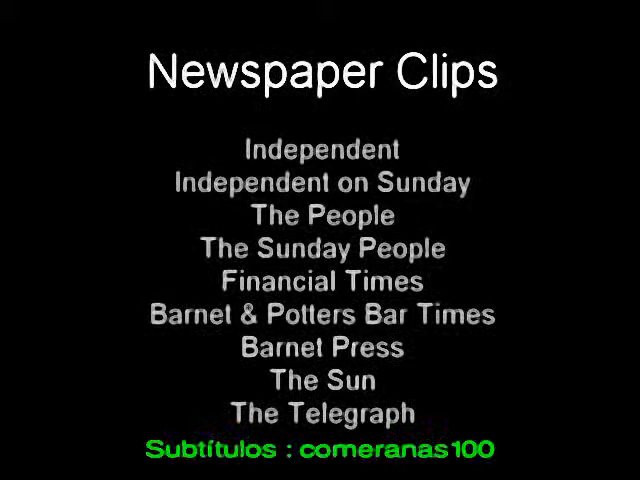 Newspaper Clips
Independent
Independent on Sunday
The People
The Sunday People
Financial Times
Barnet & Potters Bar Times
Barnet Press
The Sun
The Telegraph
Subtítulos : comeranas100